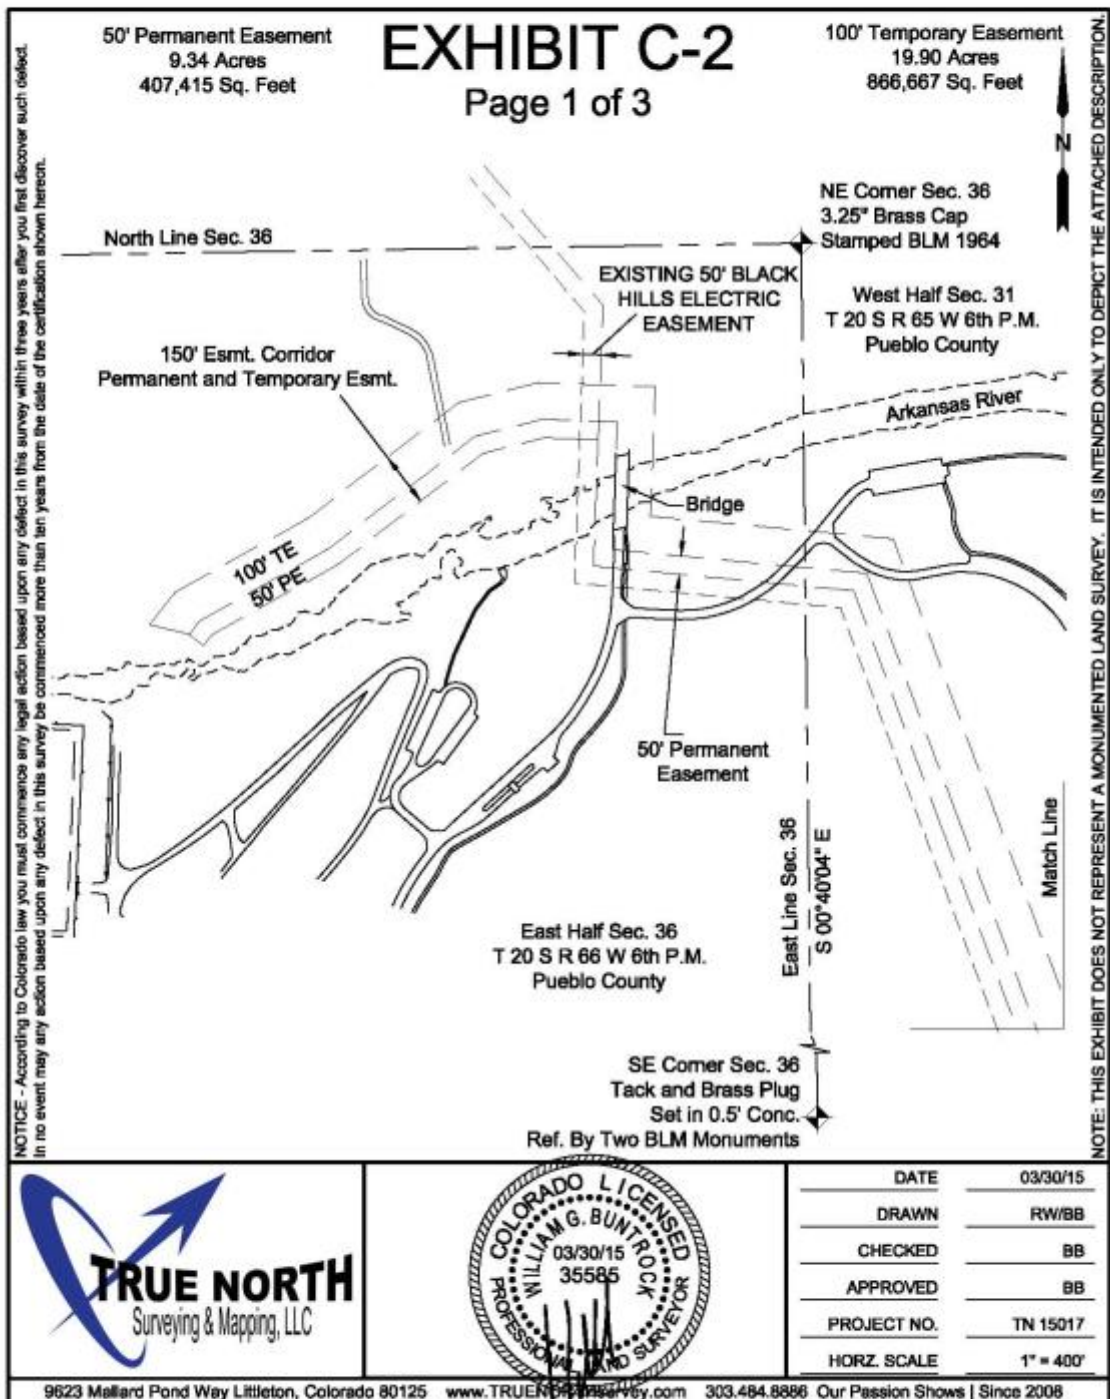 50' Permanent Easement
9.34 Acres
407,415 Sq. Feet
EXHIBIT C-2
Page 1 of 3
100' Temporary Easement
19.90 Acres
866,667 Sq. Feet
N
NOTICE - According to Colorado law you must commence any legal action based upon any defect in this survey within three years after you first discover such defect.
In no event may any action based upon any defect in this survey be commenced more than ten years from the date of the certification shown hereon.
NOTE: THIS EXHIBIT DOES NOT REPRESENT A MONUMENTED LAND SURVEY. IT IS INTENDED ONLY TO DEPICT THE ATTACHED DESCRIPTION.
North Line Sec. 36
NE Corner Sec. 36
3.25" Brass Cap
Stamped BLM 1964
EXISTING 50' BLACK
HILLS ELECTRIC
EASEMENT
West Half Sec. 31
T 20 S R 65 W 6th P.M.
Pueblo County
150' Esmt. Corridor
Permanent and Temporary Esmt.
Arkansas River
Bridge
100' TE
50' PE
50' Permanent
Easement
East Line Sec. 36
S 00°40'04" E
Match Line
East Half Sec. 36
T 20 S R 66 W 6th P.M.
Pueblo County
SE Corner Sec. 36
Tack and Brass Plug
Set in 0.5' Conc.
Ref. By Two BLM Monuments
TRUE NORTH
Surveying & Mapping, LLC
COLORADO LICENSED
WILLIAM G. BUNTROCK
03/30/15
35585
PROFESSIONAL LAND SURVEYOR
DATE 03/30/15
DRAWN RW/BB
CHECKED BB
APPROVED BB
PROJECT NO. TN 15017
HORZ. SCALE 1" = 400'
9623 Mallard Pond Way Littleton, Colorado 80125 www.TRUENORTHsurvey.com 303.484.8886 Our Passion Shows | Since 2008